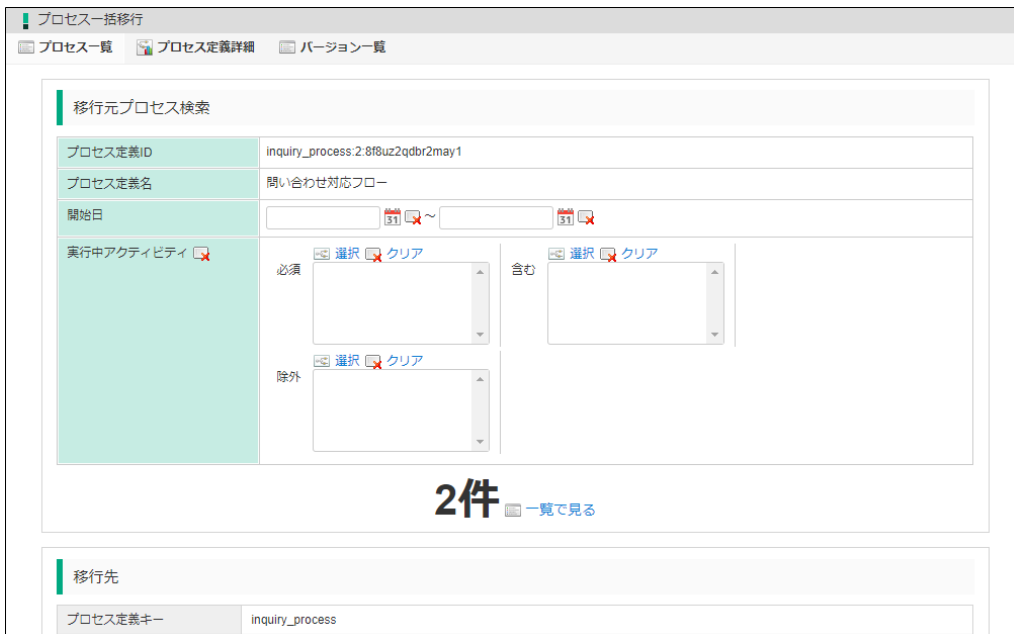 プロセス一括移行
プロセス一覧 プロセス定義詳細 バージョン一覧
移行元プロセス検索
プロセス定義ID inquiry_process:2:8f8uz2qdbr2may1
プロセス定義名 問い合わせ対応フロー
開始日 31 ～ 31
実行中アクティビティ
必須 選択 クリア
含む 選択 クリア
除外 選択 クリア
2件 一覧で見る
移行先
プロセス定義キー inquiry_process